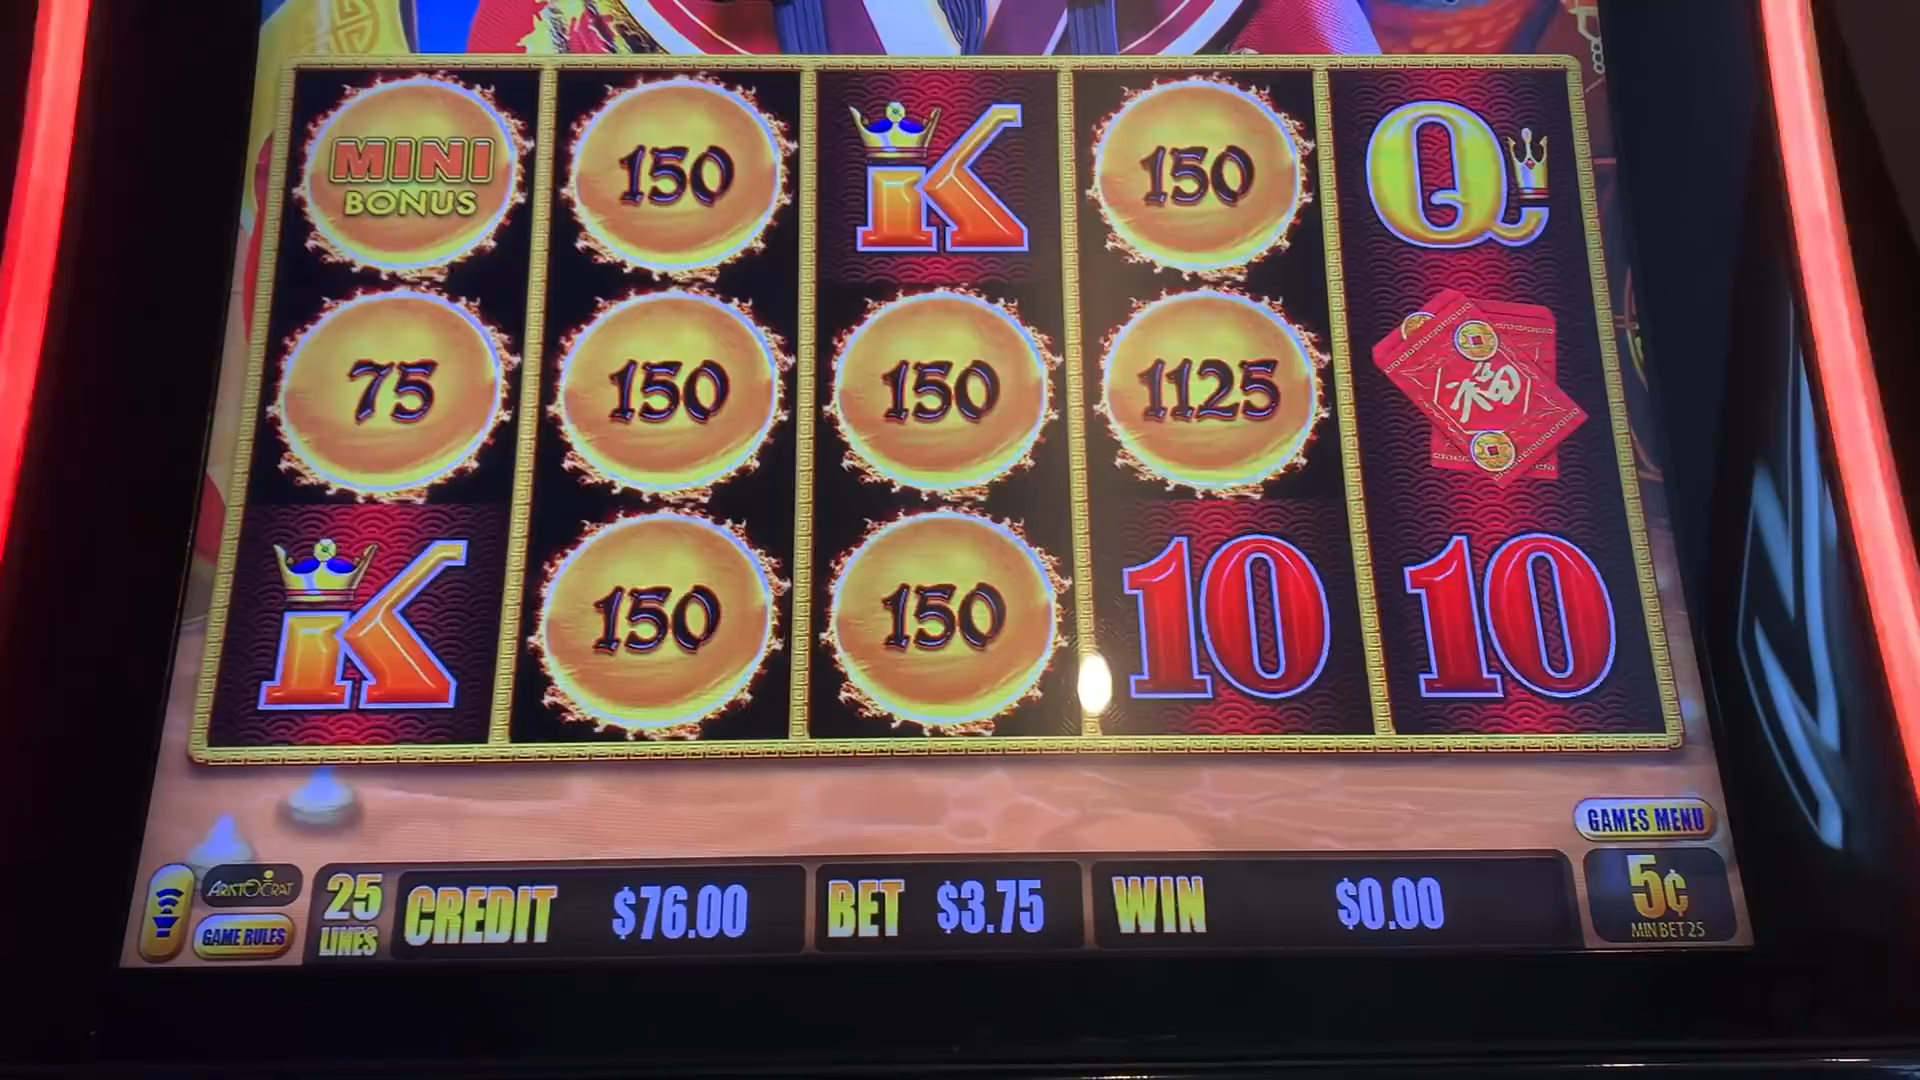 MINI
BONUS
150
K
150
Q
75
150
150
1125
福
K
150
150
10
10
GAMES MENU
ARISTOCRAT
GAME RULES
25
LINES
CREDIT $76.00
BET $3.75
WIN $0.00
5¢
MIN BET 25